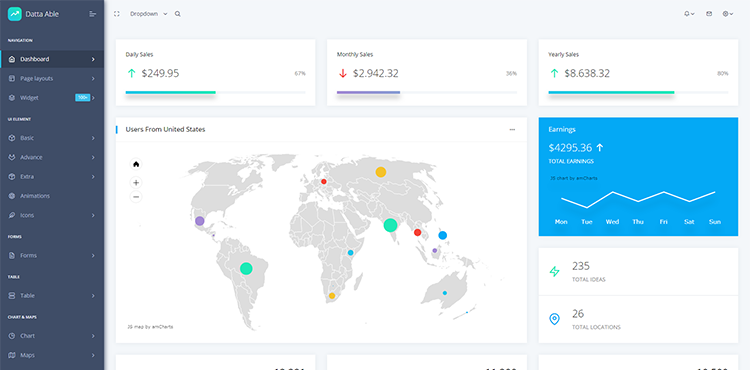 Datta Able
NAVIGATION
Dashboard
Page layouts
Widget
100+
UI ELEMENT
Basic
Advance
Extra
Animations
Icons
FORMS
Forms
TABLE
Table
CHART & MAPS
Chart
Maps
Dropdown
Daily Sales
$249.95
67%
Monthly Sales
$2.942.32
36%
Yearly Sales
$8.638.32
80%
Users From United States
JS map by amCharts
Earnings
$4295.36
TOTAL EARNINGS
JS chart by amCharts
Mon Tue Wed Thu Fri Sat Sun
235
TOTAL IDEAS
26
TOTAL LOCATIONS